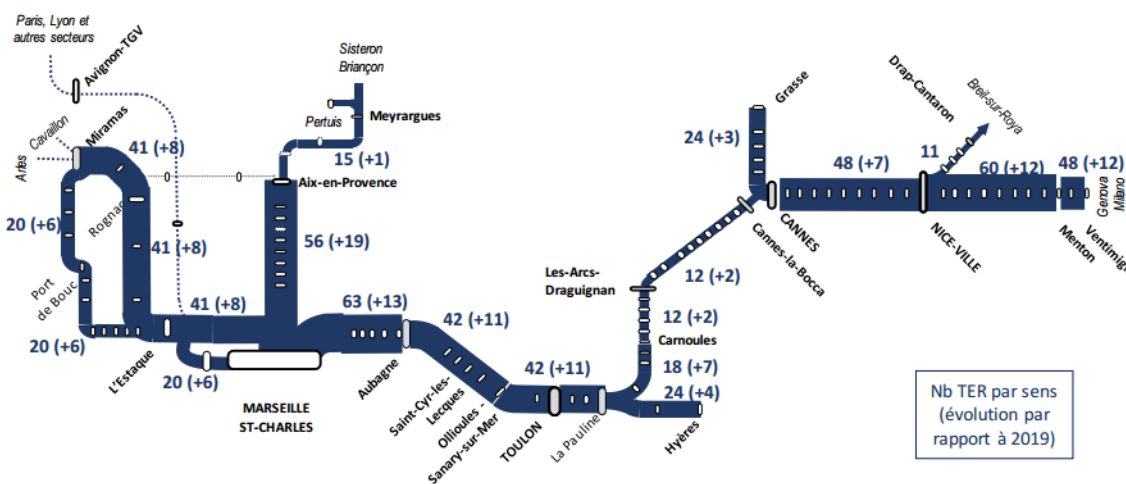 Paris, Lyon et
autres secteurs
Avignon-TGV
Cavaillon
Miramas
Arles
41 (+8)
20 (+6)
Rognac
41 (+8)
Port
de Bouc
20 (+6)
L'Estaque
41 (+8)
20 (+6)
MARSEILLE
ST-CHARLES
Sisteron
Briançon
Pertuis
Meyrargues
15 (+1)
Aix-en-Provence
56 (+19)
63 (+13)
Aubagne
42 (+11)
Saint-Cyr-les-
Lecques
Ollioules -
Sanary-sur-Mer
42 (+11)
TOULON
La Pauline
Hyères
24 (+4)
18 (+7)
Carnoules
12 (+2)
Les-Arcs-
Draguignan
12 (+2)
Grasse
24 (+3)
Cannes-la-Bocca
CANNES
48 (+7)
NICE-VILLE
11
Drap-Cantaron
Breil-sur-Roya
60 (+12)
48 (+12)
Menton
Ventimig
Genova
Milano
Nb TER par sens
(évolution par
rapport à 2019)